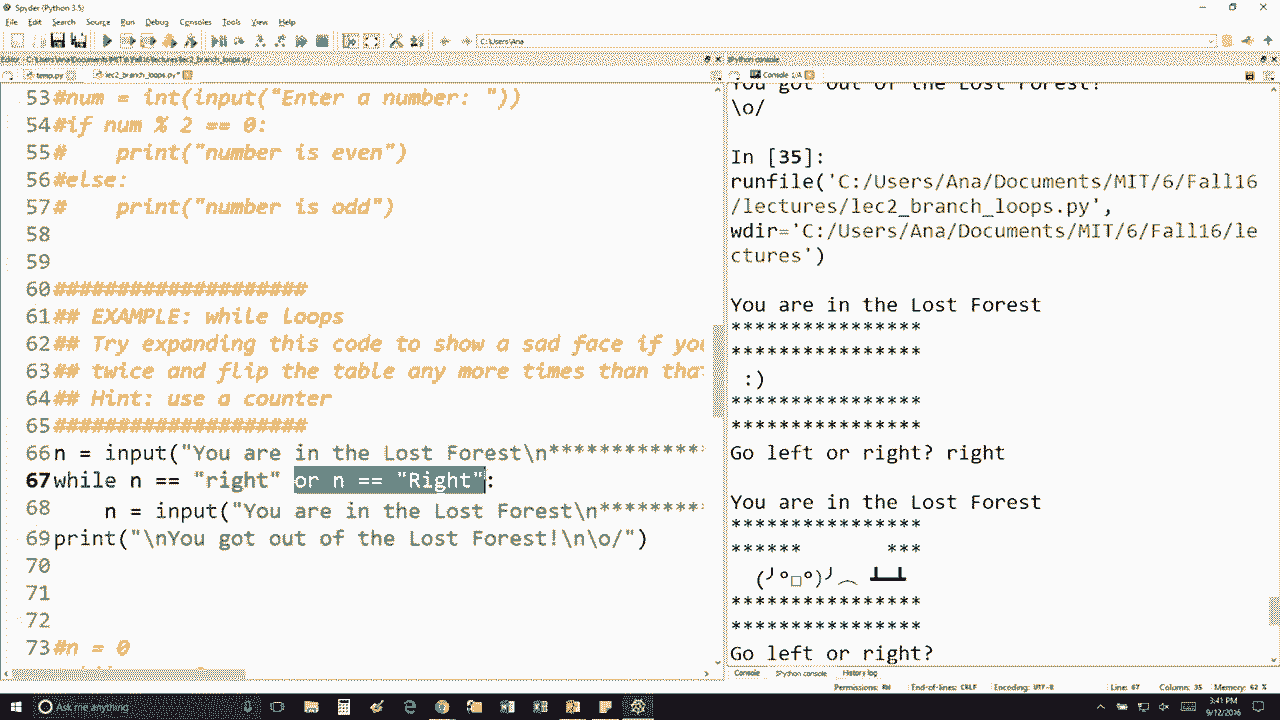 Spyder (Python 3.5)
File Edit Search Source Run Debug Consoles Tools View Help
C:\Users\Ana
Editor - C:\Users\Ana\Documents\MIT\6\Fall16\lectures\lec2_branch_loops.py
temp.py lec2_branch_loops.py*
53 #num = int(input("Enter a number: "))
54 #if num % 2 == 0:
55 #    print("number is even")
56 #else:
57 #    print("number is odd")
58
59
60 ####################
61 ## EXAMPLE: while loops
62 ## Try expanding this code to show a sad face if you
63 ## twice and flip the table any more times than that
64 ## Hint: use a counter
65 ####################
66 n = input("You are in the Lost Forest\n************
67 while n == "right" or n == "Right":
68     n = input("You are in the Lost Forest\n********
69 print("\nYou got out of the Lost Forest!\n\o/")
70
71
72
73 #n = 0
IPython console
Console 1/A
You got out of the Lost Forest!
\o/
In [35]:
runfile('C:/Users/Ana/Documents/MIT/6/Fall16
/lectures/lec2_branch_loops.py',
wdir='C:/Users/Ana/Documents/MIT/6/Fall16/le
ctures')
You are in the Lost Forest
****************
****************
:)
****************
****************
Go left or right? right
You are in the Lost Forest
****************
******       ***
(╯°□°)╯︵ ┻━┻
****************
****************
Go left or right?
Console IPython console History log
Permissions: RW End-of-lines: CRLF Encoding: UTF-8 Line: 67 Column: 35 Memory: 62 %
Ask me anything
3:41 PM
9/12/2016